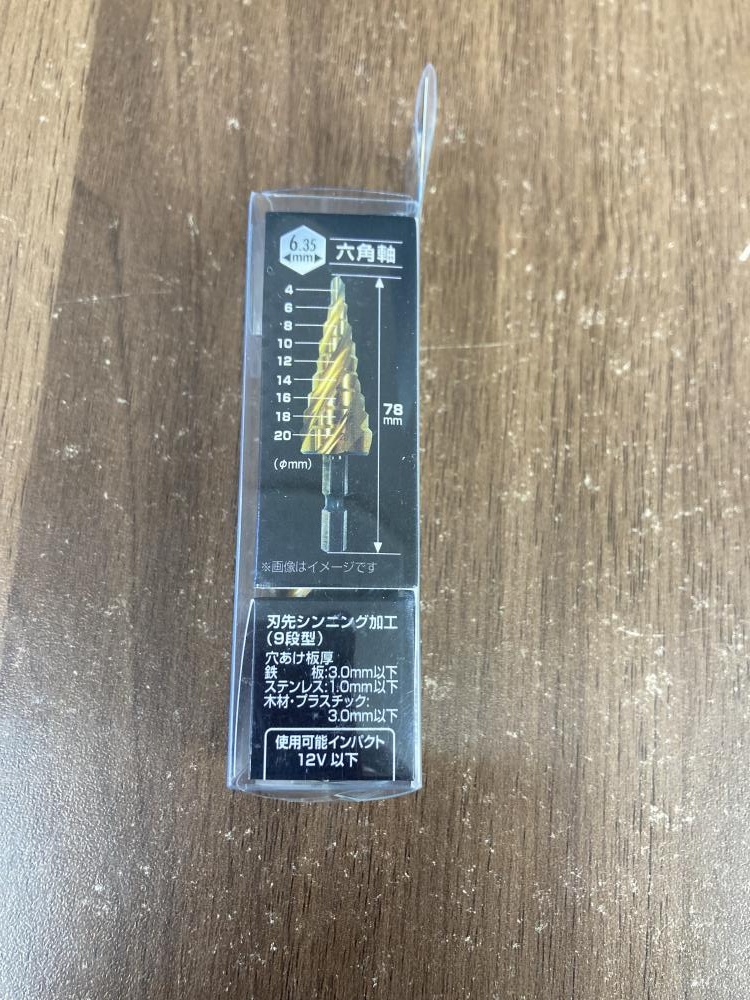 6.35
mm
六角軸
4
6
8
10
12
14
16
18
20
(φmm)
78
mm
※画像はイメージです
刃先シンニング加工
(9段型)
穴あけ板厚
鉄 板:3.0mm以下
ステンレス:1.0mm以下
木材・プラスチック:
3.0mm以下
使用可能インパクト
12V 以下